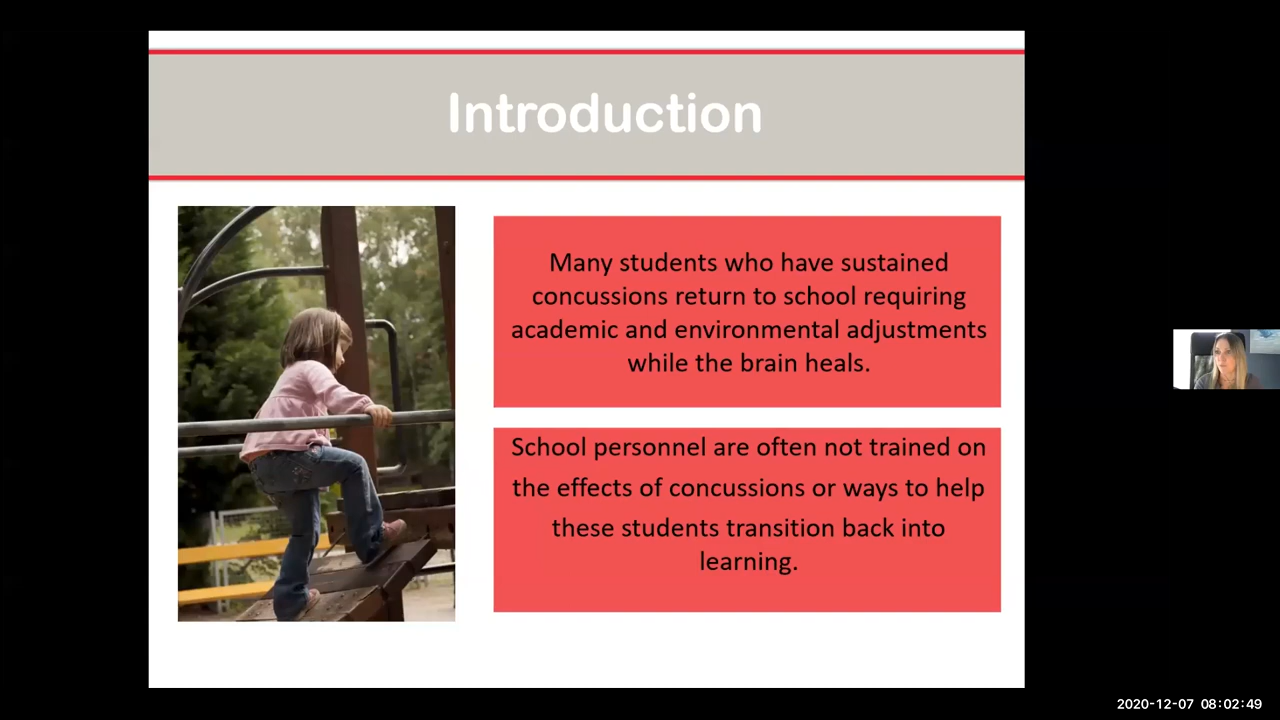 Introduction
Many students who have sustained
concussions return to school requiring
academic and environmental adjustments
while the brain heals.
School personnel are often not trained on
the effects of concussions or ways to help
these students transition back into
learning.
2020-12-07 08:02:49